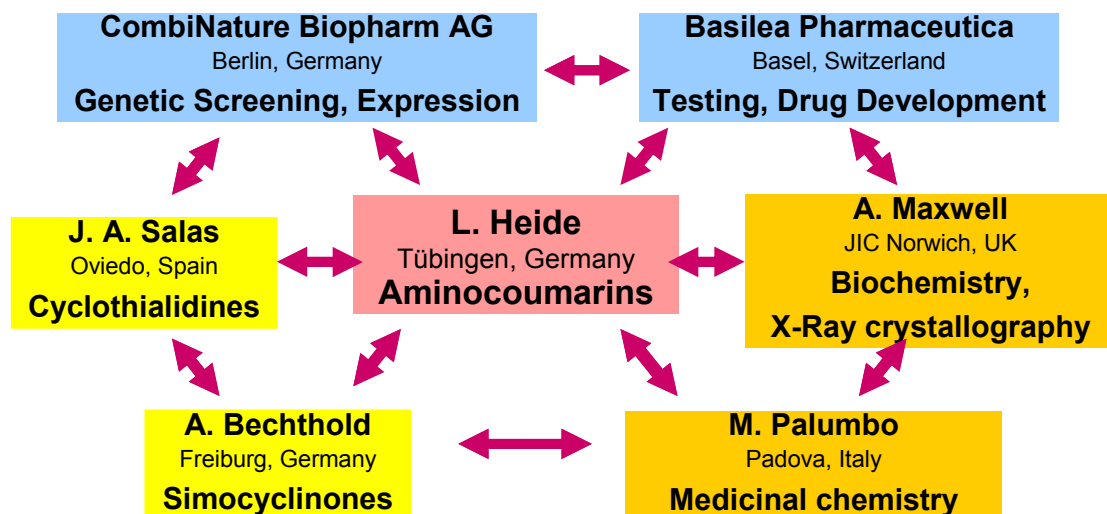 CombiNature Biopharm AG
Berlin, Germany
Genetic Screening, Expression
Basilea Pharmaceutica
Basel, Switzerland
Testing, Drug Development
J. A. Salas
Oviedo, Spain
Cyclothialidines
L. Heide
Tübingen, Germany
Aminocoumarins
A. Maxwell
JIC Norwich, UK
Biochemistry,
X-Ray crystallography
A. Bechthold
Freiburg, Germany
Simocyclinones
M. Palumbo
Padova, Italy
Medicinal chemistry